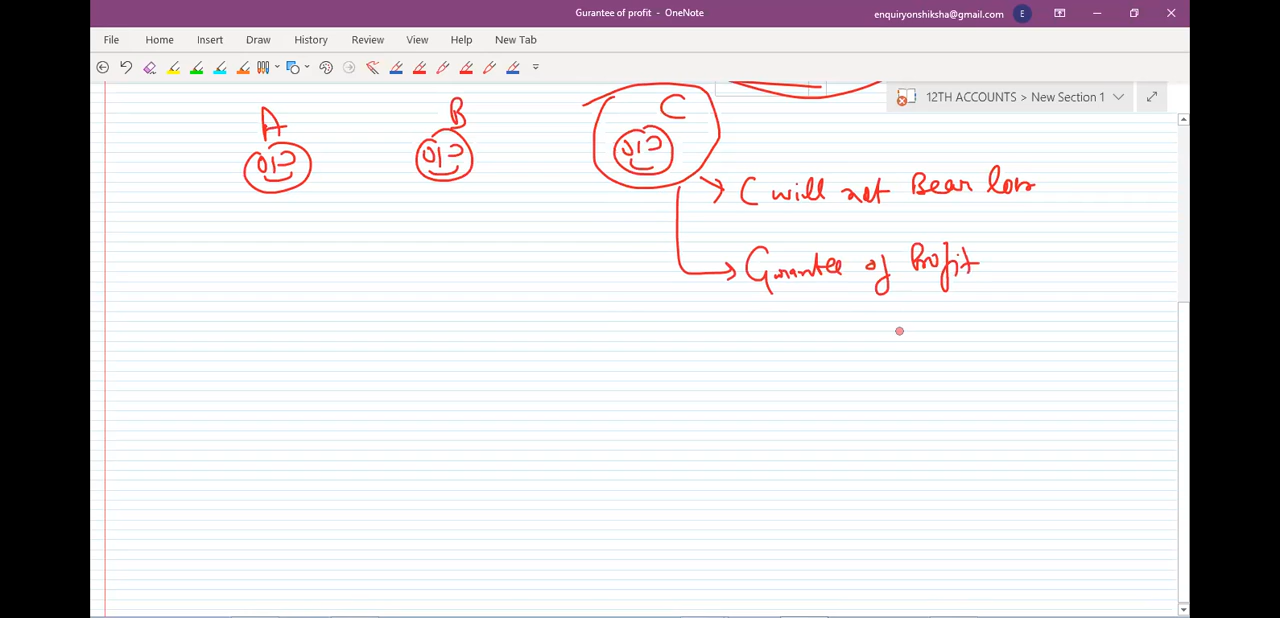 Gurantee of profit - OneNote
enquiryonshiksha@gmail.com E
File Home Insert Draw History Review View Help New Tab
12TH ACCOUNTS > New Section 1
A B C
C will not Bear loss
Gurantee of Profit